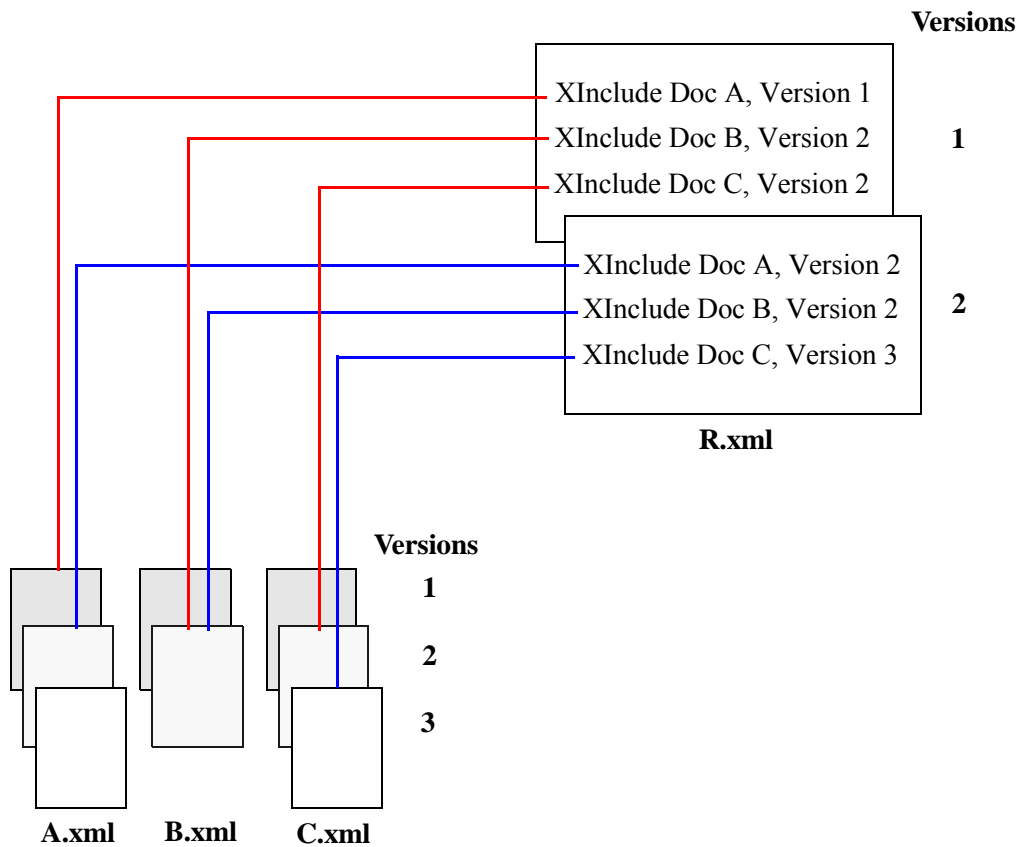 Versions
XInclude Doc A, Version 1
XInclude Doc B, Version 2
XInclude Doc C, Version 2
1
XInclude Doc A, Version 2
XInclude Doc B, Version 2
XInclude Doc C, Version 3
2
R.xml
Versions
1
2
3
A.xml
B.xml
C.xml